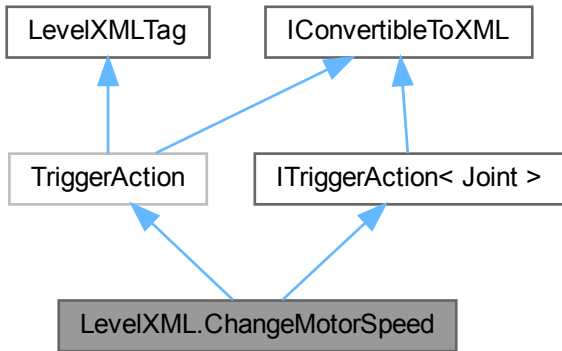 LevelXMLTag
IConvertibleToXML
TriggerAction
ITriggerAction< Joint >
LevelXML.ChangeMotorSpeed